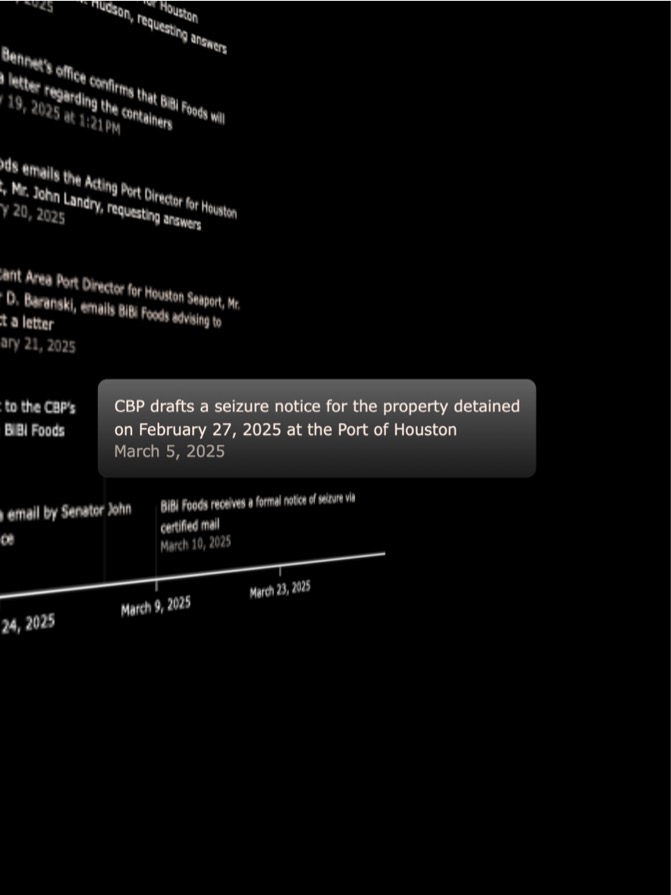 2025
Houston
Hudson, requesting answers
Bennet's office confirms that BiBi Foods will
a letter regarding the containers
y 19, 2025 at 1:21PM
ods emails the Acting Port Director for Houston
t, Mr. John Landry, requesting answers
y 20, 2025
tant Area Port Director for Houston Seaport, Mr.
D. Baranski, emails BiBi Foods advising to
ct a letter
ary 21, 2025
to the CBP's
BiBi Foods
CBP drafts a seizure notice for the property detained
on February 27, 2025 at the Port of Houston
March 5, 2025
email by Senator John
ce
BiBi Foods receives a formal notice of seizure via
certified mail
March 10, 2025
24, 2025
March 9, 2025
March 23, 2025